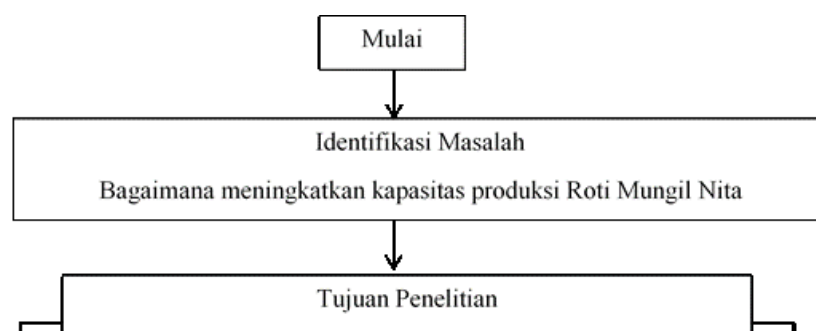 Mulai
Identifikasi Masalah
Bagaimana meningkatkan kapasitas produksi Roti Mungil Nita
Tujuan Penelitian